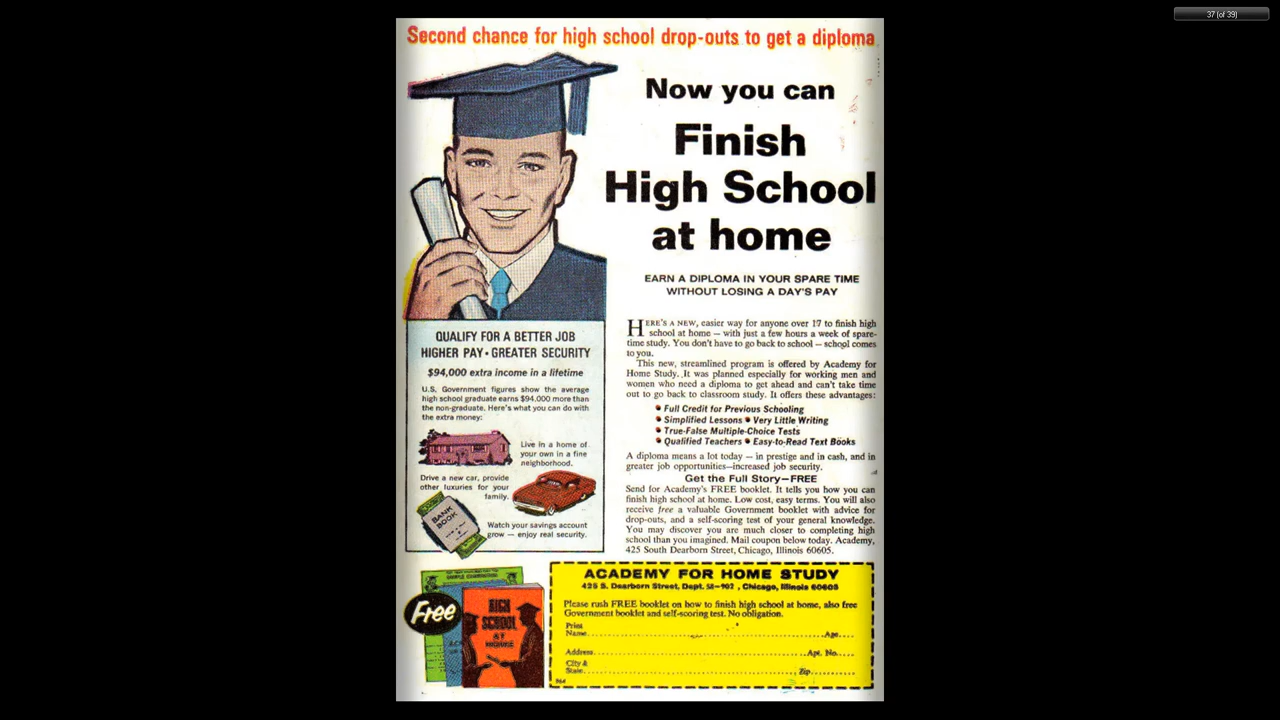 37 (of 39)
Second chance for high school drop-outs to get a diploma
Now you can
Finish
High School
at home
EARN A DIPLOMA IN YOUR SPARE TIME
WITHOUT LOSING A DAY'S PAY
HERE'S A NEW, easier way for anyone over 17 to finish high
school at home — with just a few hours a week of spare-
time study. You don't have to go back to school — school comes
to you.
This new, streamlined program is offered by Academy for
Home Study. It was planned especially for working men and
women who need a diploma to get ahead and can't take time
out to go back to classroom study. It offers these advantages:
• Full Credit for Previous Schooling
• Simplified Lessons • Very Little Writing
• True-False Multiple-Choice Tests
• Qualified Teachers • Easy-to-Read Text Books
A diploma means a lot today — in prestige and in cash, and in
greater job opportunities—increased job security.
Get the Full Story—FREE
Send for Academy's FREE booklet. It tells you how you can
finish high school at home. Low cost, easy terms. You will also
receive free a valuable Government booklet with advice for
drop-outs, and a self-scoring test of your general knowledge.
You may discover you are much closer to completing high
school than you imagined. Mail coupon below today. Academy,
425 South Dearborn Street, Chicago, Illinois 60605.
QUALIFY FOR A BETTER JOB
HIGHER PAY • GREATER SECURITY
$94,000 extra income in a lifetime
U.S. Government figures show the average
high school graduate earns $94,000 more than
the non-graduate. Here's what you can do with
the extra money:
Live in a home of
your own in a fine
neighborhood.
Drive a new car, provide
other luxuries for your
family.
BANK
BOOK
Watch your savings account
grow — enjoy real security.
Free
HIGH
SCHOOL
AT
HOME
ACADEMY FOR HOME STUDY
425 S. Dearborn Street, Dept. SI-902 , Chicago, Illinois 60605
Please rush FREE booklet on how to finish high school at home, also free
Government booklet and self-scoring test. No obligation.
Print
Name..........Age....
Address..........Apt. No....
City &
State..........Zip..........